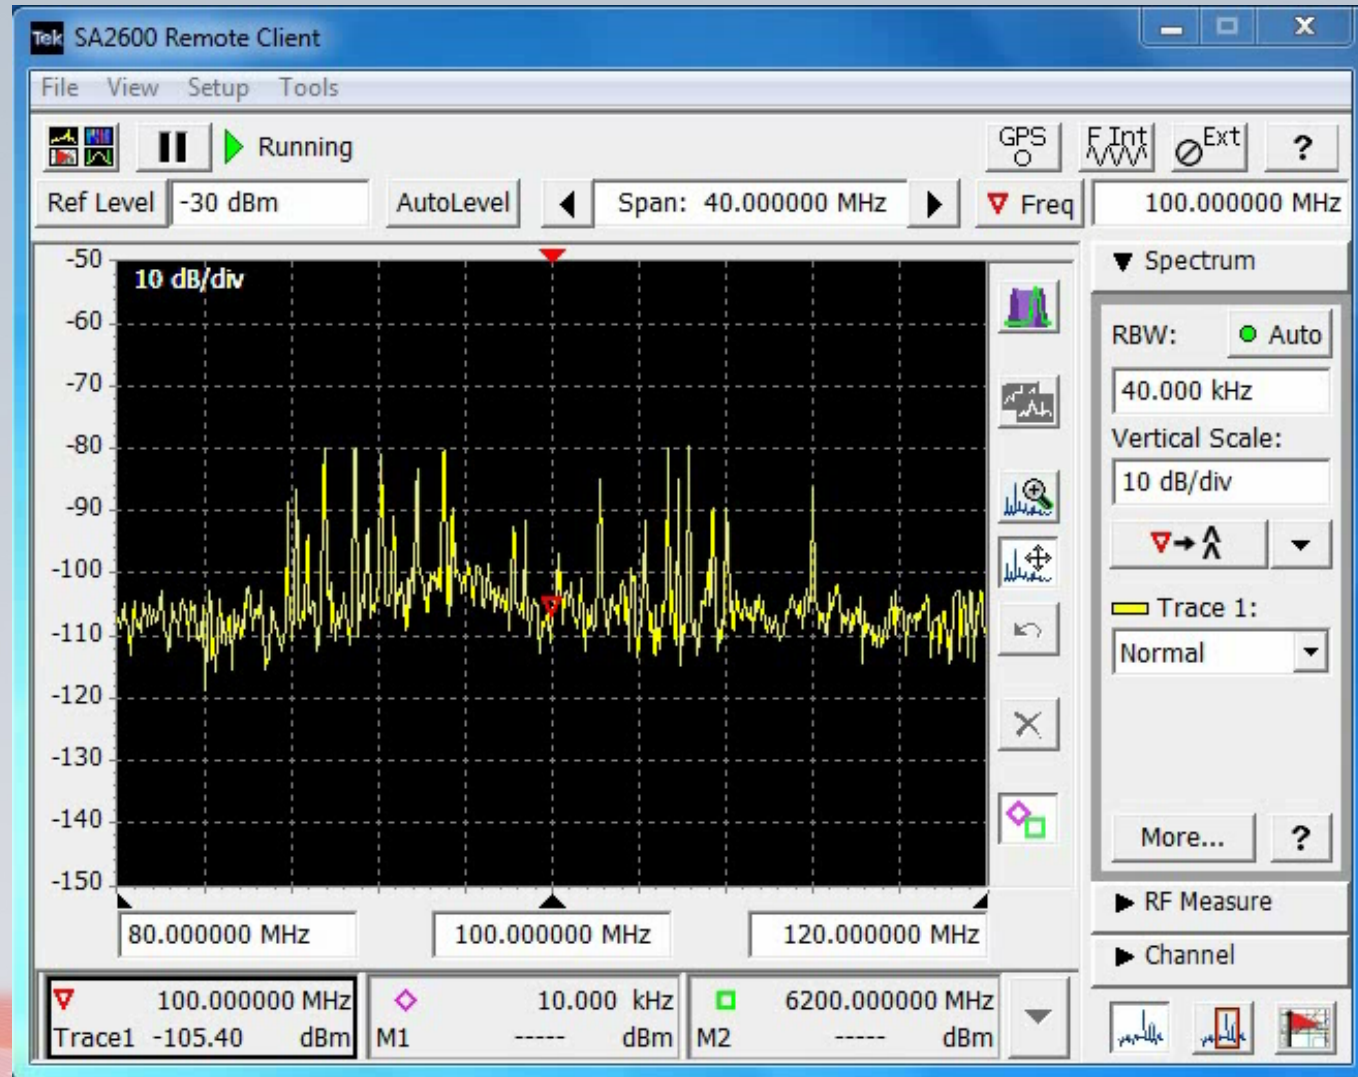 Tek SA2600 Remote Client
File View Setup Tools
Running
GPS
F Int
Ext
?
Ref Level -30 dBm AutoLevel Span: 40.000000 MHz Freq 100.000000 MHz
-50
10 dB/div
-60
-70
-80
-90
-100
-110
-120
-130
-140
-150
80.000000 MHz 100.000000 MHz 120.000000 MHz
Spectrum
RBW: Auto
40.000 kHz
Vertical Scale:
10 dB/div
Trace 1:
Normal
More... ?
RF Measure
Channel
100.000000 MHz
Trace1 -105.40 dBm
10.000 kHz
M1 ----- dBm
6200.000000 MHz
M2 ----- dBm